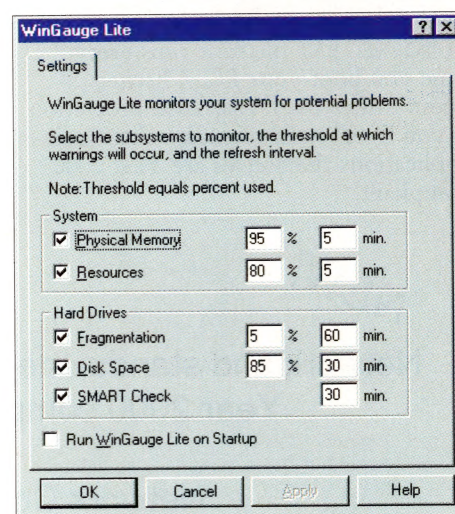 WinGauge Lite
Settings
WinGauge Lite monitors your system for potential problems.
Select the subsystems to monitor, the threshold at which
warnings will occur, and the refresh interval.
Note: Threshold equals percent used.
System
Physical Memory 95 % 5 min.
Resources 80 % 5 min.
Hard Drives
Fragmentation 5 % 60 min.
Disk Space 85 % 30 min.
SMART Check 30 min.
Run WinGauge Lite on Startup
OK Cancel Apply Help